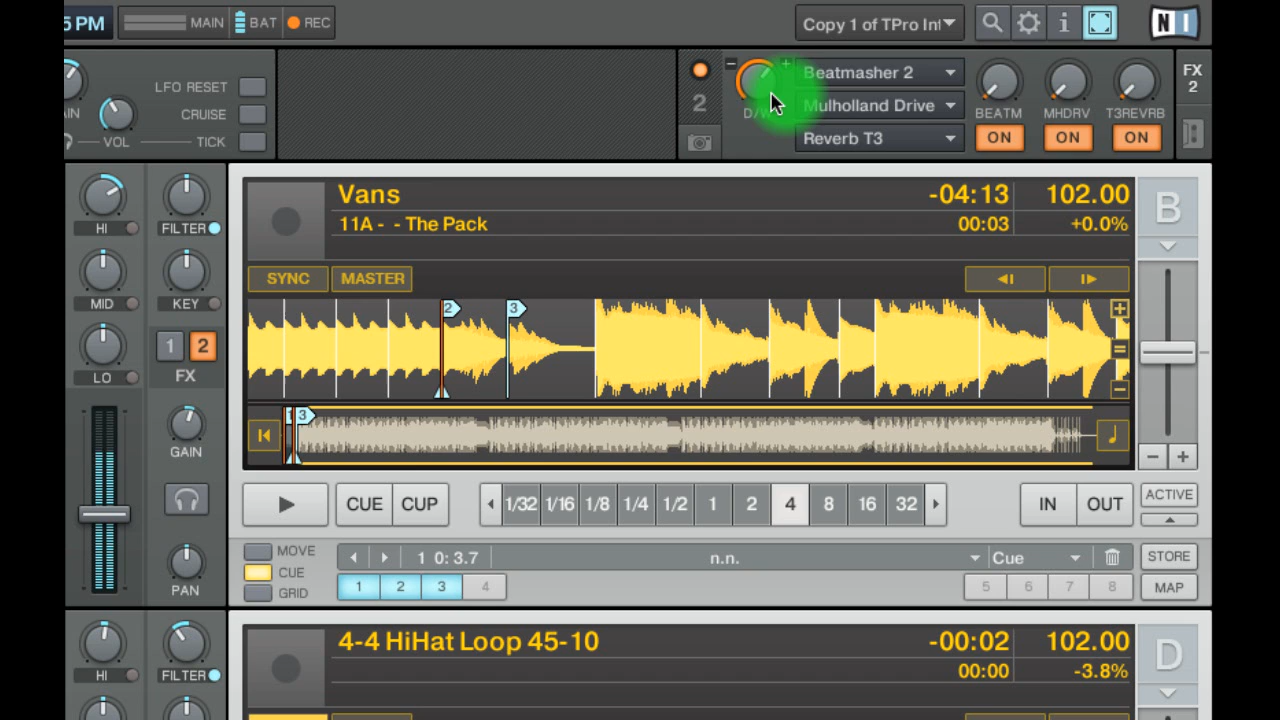 5 PM MAIN BAT REC Copy 1 of TPro Int i NI
LFO RESET
CRUISE
VOL TICK
2
D/W
Beatmasher 2
Mulholland Drive
Reverb T3
BEATM MHDRV T3REVRB
ON ON ON
FX
2
HI FILTER
MID KEY
LO
1 2
FX
GAIN
PAN
Vans -04:13 102.00
11A - - The Pack 00:03 +0.0%
B
SYNC MASTER
2 3
3
CUE CUP 1/32 1/16 1/8 1/4 1/2 1 2 4 8 16 32 IN OUT ACTIVE
MOVE
CUE
GRID
1 0: 3.7 n.n. Cue STORE
1 2 3 4 5 6 7 8 MAP
HI FILTER
4-4 HiHat Loop 45-10 -00:02 102.00
00:00 -3.8%
D